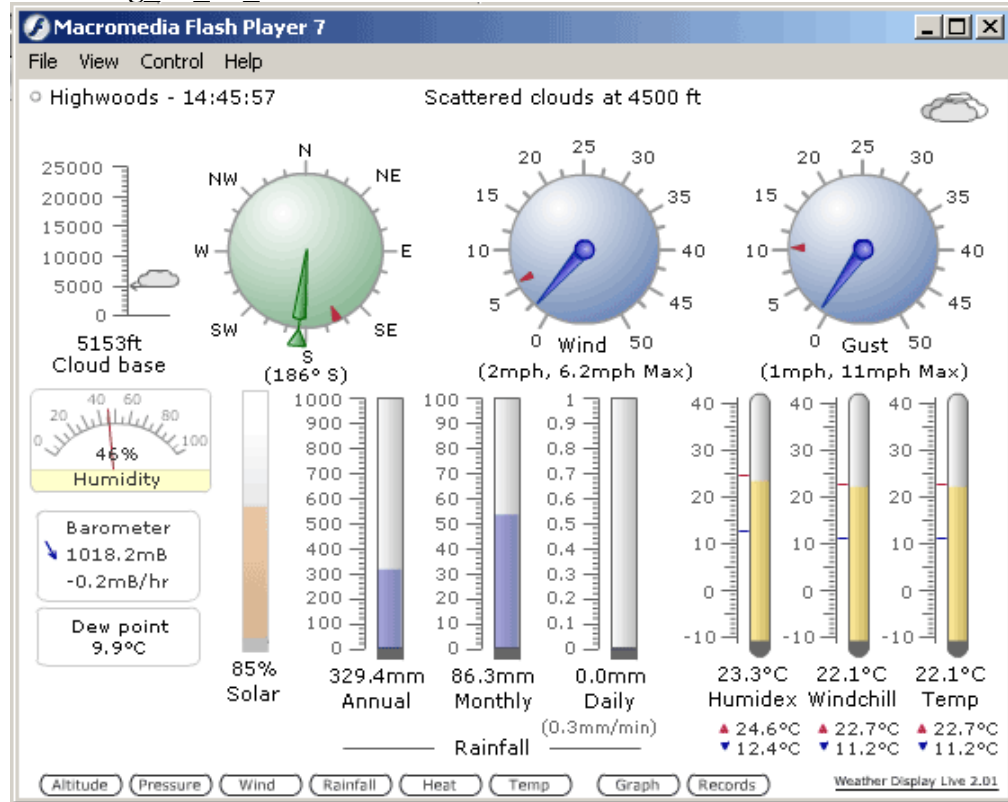 Macromedia Flash Player 7
File View Control Help
Highwoods - 14:45:57 Scattered clouds at 4500 ft
25000
20000
15000
10000
5000
0
5153ft
Cloud base
N
NE
E
SE
S
SW
W
NW
(186° S)
0 5 10 15 20 25 30 35 40 45 50
Wind
(2mph, 6.2mph Max)
0 5 10 15 20 25 30 35 40 45 50
Gust
(1mph, 11mph Max)
0 20 40 60 80 100
46%
Humidity
Barometer
1018.2mB
-0.2mB/hr
Dew point
9.9°C
85%
Solar
1000
900
800
700
600
500
400
300
200
100
0
329.4mm
Annual
100
90
80
70
60
50
40
30
20
10
0
86.3mm
Monthly
1
0.9
0.8
0.7
0.6
0.5
0.4
0.3
0.2
0.1
0
0.0mm
Daily
(0.3mm/min)
Rainfall
40
30
20
10
0
-10
23.3°C
Humidex
24.6°C
12.4°C
40
30
20
10
0
-10
22.1°C
Windchill
22.7°C
11.2°C
40
30
20
10
0
-10
22.1°C
Temp
22.7°C
11.2°C
Altitude Pressure Wind Rainfall Heat Temp Graph Records Weather Display Live 2.01